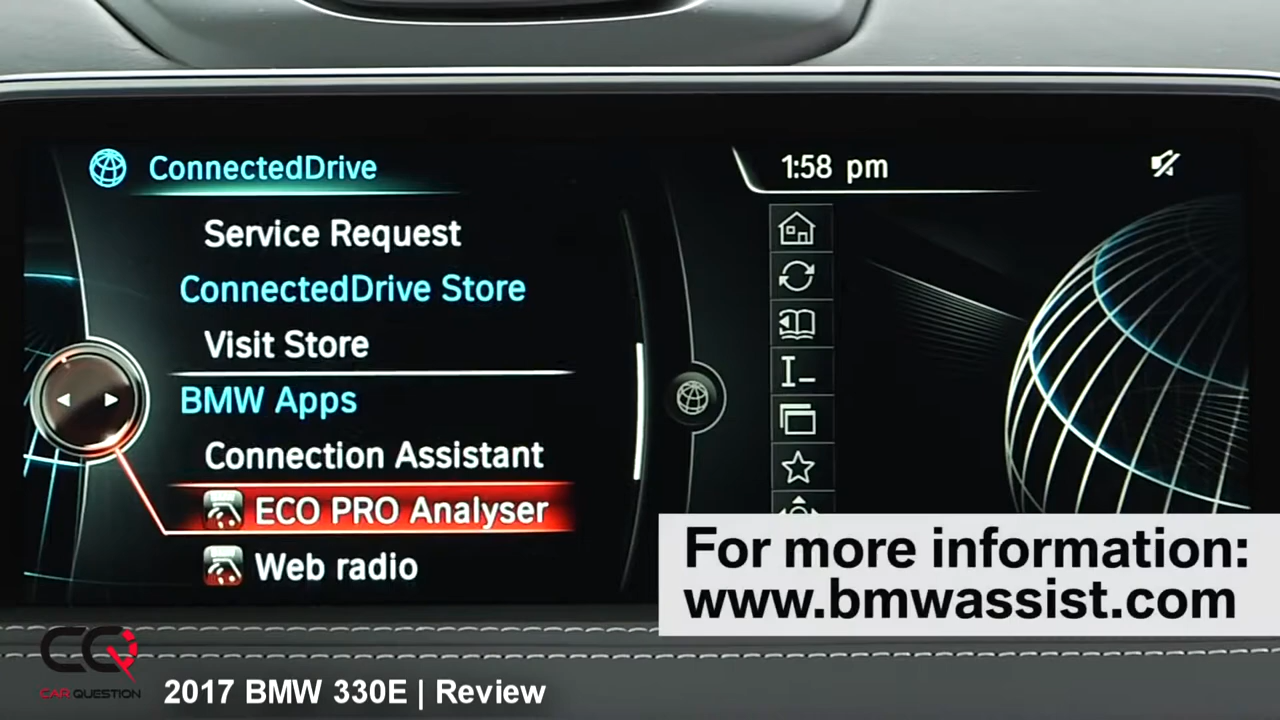 ConnectedDrive
Service Request
ConnectedDrive Store
Visit Store
BMW Apps
Connection Assistant
ECO PRO Analyser
Web radio
1:58 pm
For more information:
www.bmwassist.com
CQ
CAR QUESTION
2017 BMW 330E | Review